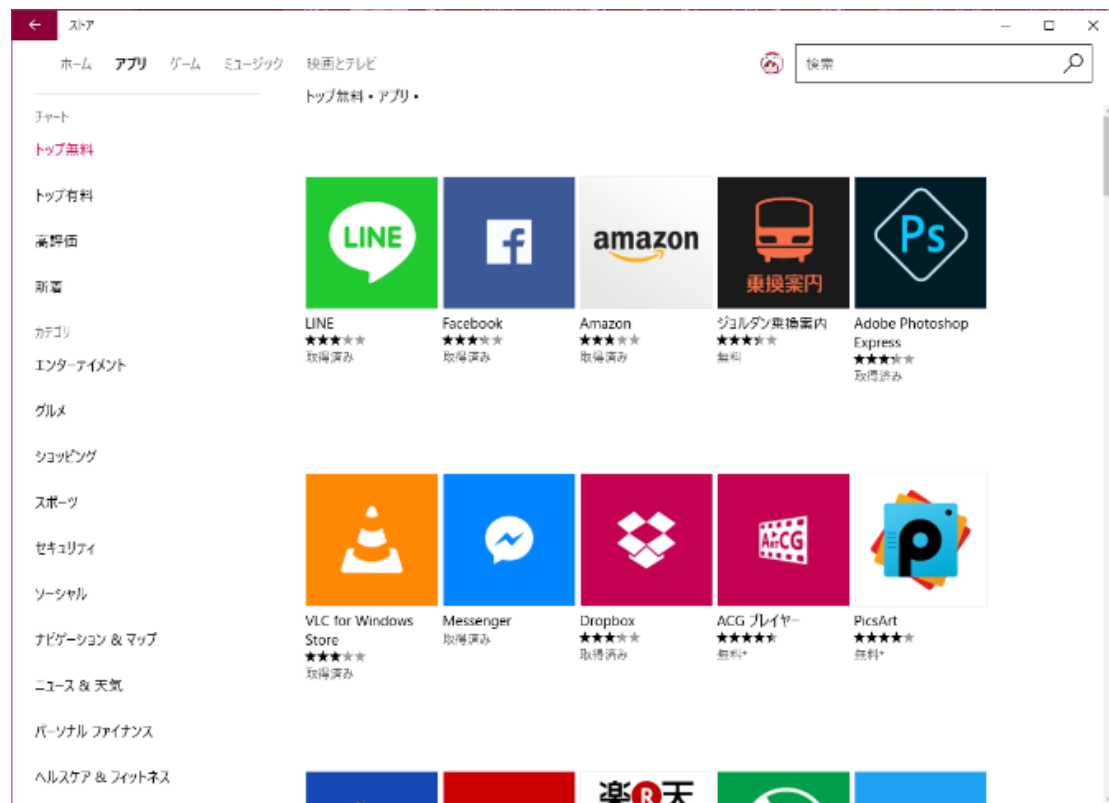 ストア
ホーム アプリ ゲーム ミュージック 映画とテレビ
検索
トップ無料 • アプリ •
チャート
トップ無料
トップ有料
高評価
新着
カテゴリ
エンターテイメント
グルメ
ショッピング
スポーツ
セキュリティ
ソーシャル
ナビゲーション & マップ
ニュース & 天気
パーソナル ファイナンス
ヘルスケア & フィットネス
LINE
LINE
取得済み
f
Facebook
取得済み
amazon
Amazon
取得済み
乗換案内
ジョルダン乗換案内
無料
Ps
Adobe Photoshop
Express
取得済み
VLC for Windows
Store
取得済み
Messenger
取得済み
Dropbox
取得済み
ArtCG
ACG プレイヤー
無料+
P
PicsArt
無料+
楽R天